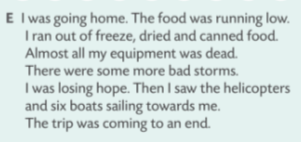 E I was going home. The food was running low.
I ran out of freeze, dried and canned food.
Almost all my equipment was dead.
There were some more bad storms.
I was losing hope. Then I saw the helicopters
and six boats sailing towards me.
The trip was coming to an end.